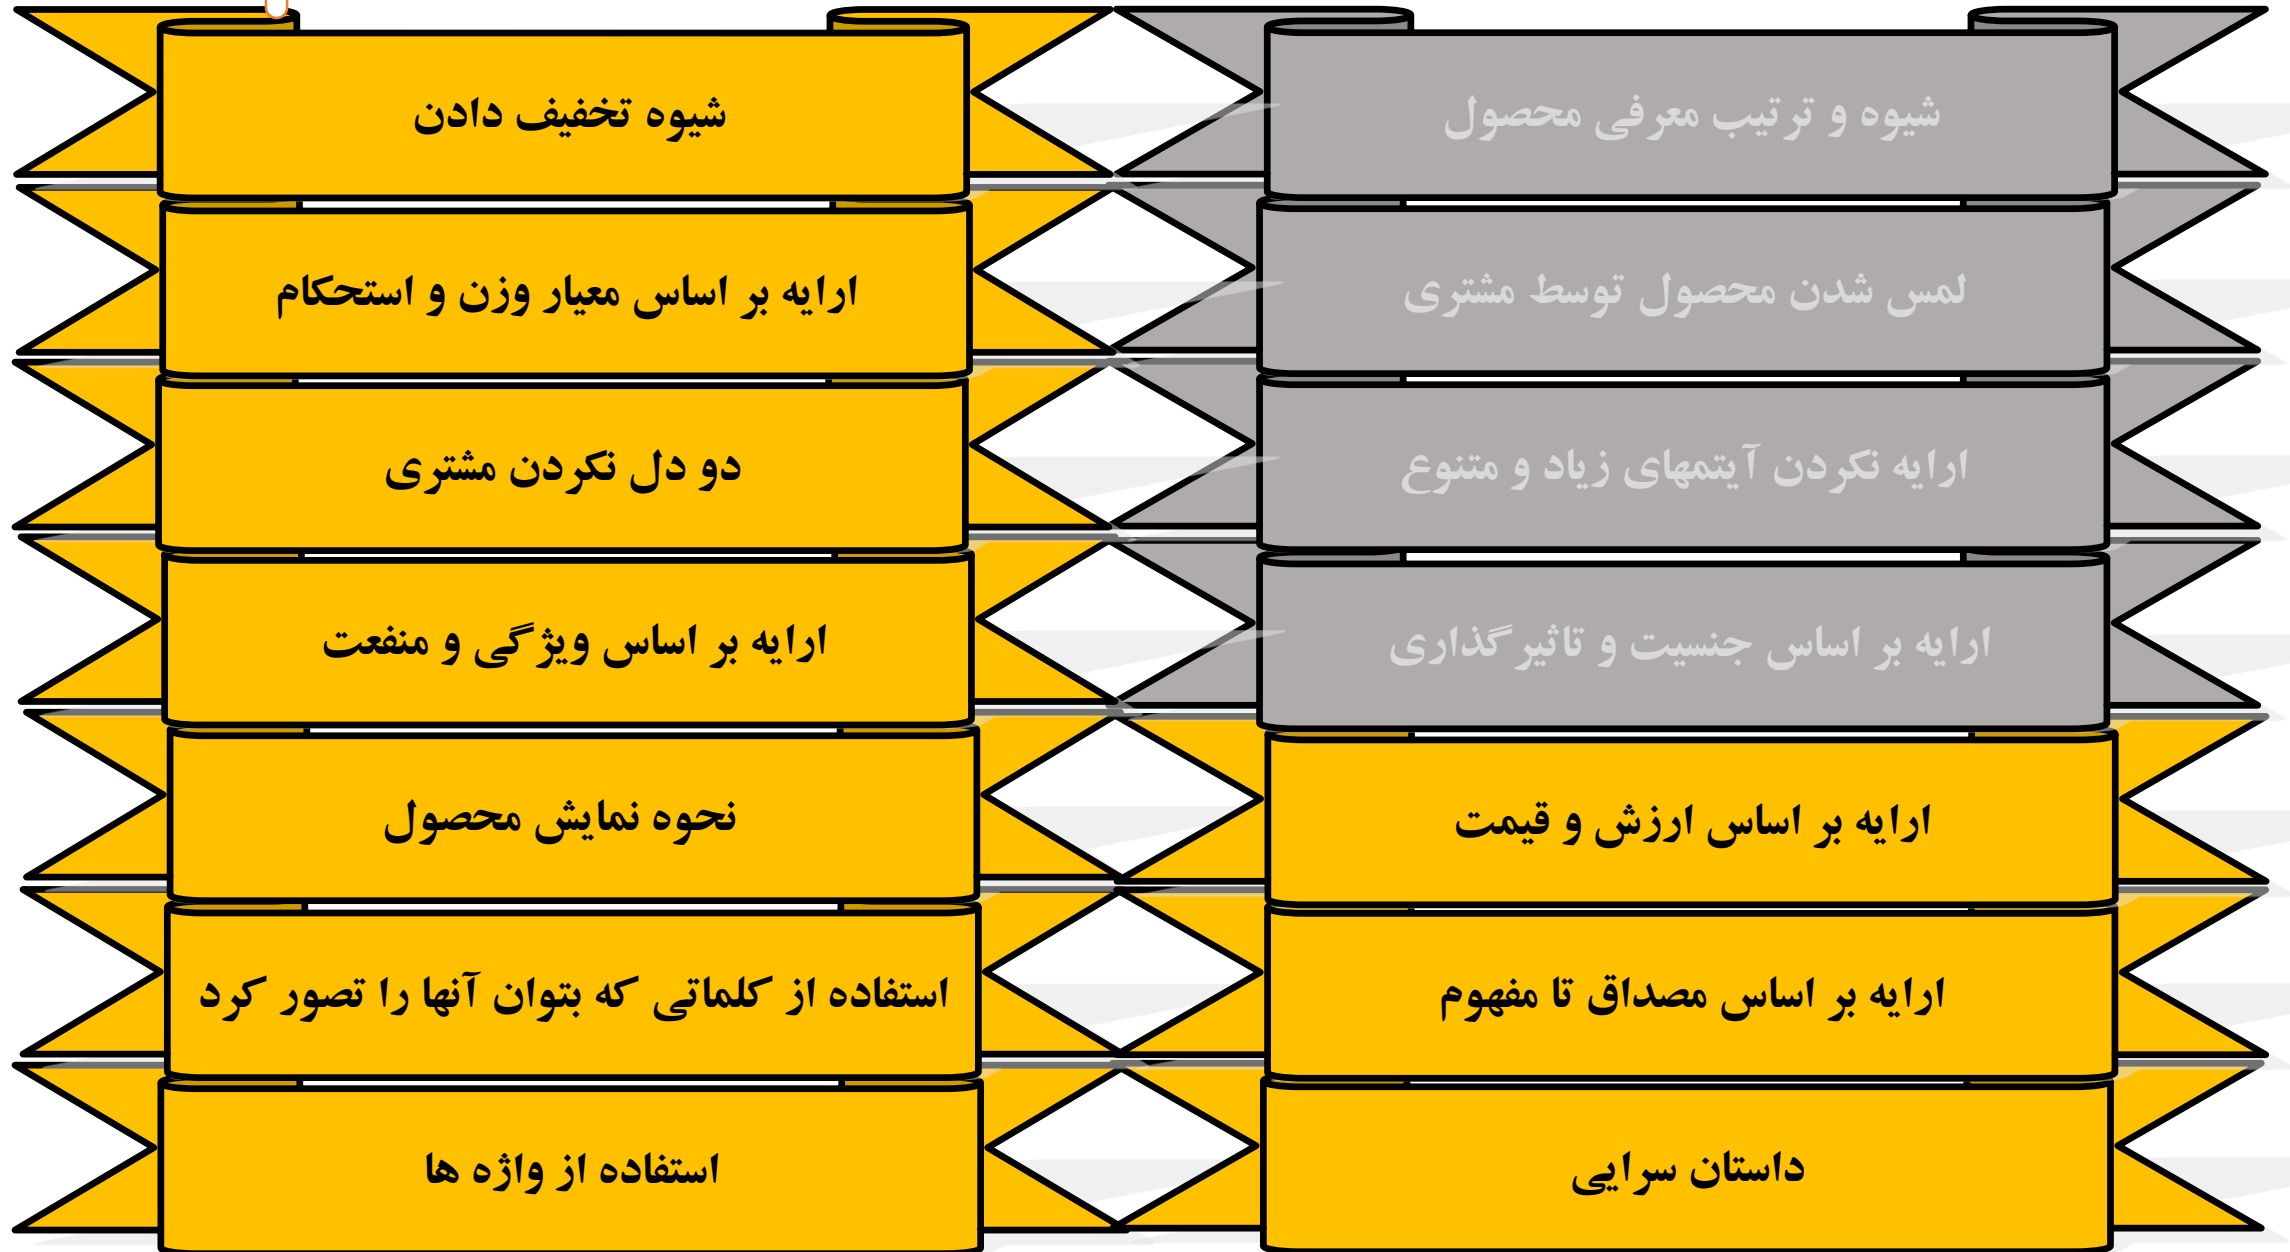 شیوه و ترتیب معرفی محصول
لمس شدن محصول توسط مشتری
ارایه نکردن آیتمهای زیاد و متنوع
ارایه بر اساس جنسیت و تاثیرگذاری
ارایه بر اساس ارزش و قیمت
ارایه بر اساس مصداق تا مفهوم
داستان سرایی
شیوه تخفیف دادن
ارایه بر اساس معیار وزن و استحکام
دو دل نکردن مشتری
ارایه بر اساس ویژگی و منفعت
نحوه نمایش محصول
استفاده از کلماتی که بتوان آنها را تصور کرد
استفاده از واژه ها